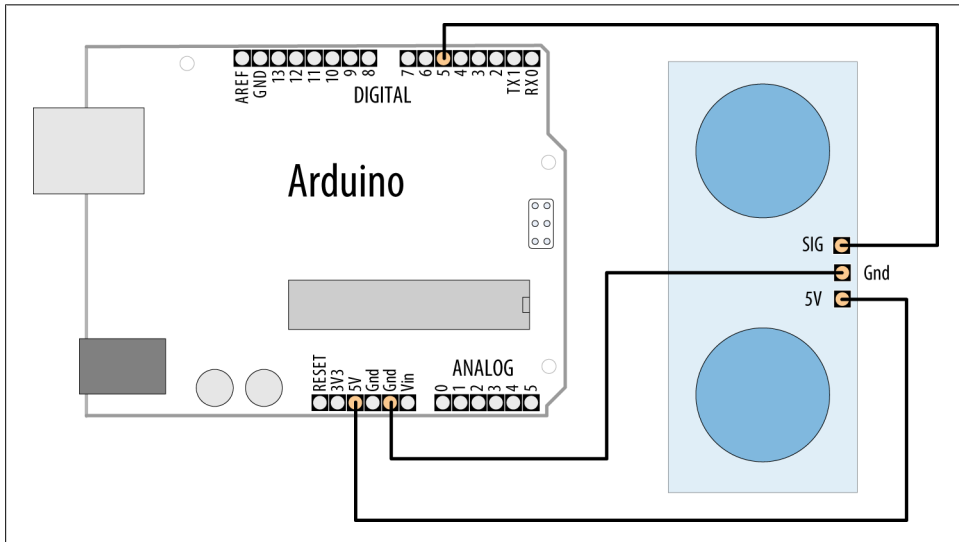 AREF
GND
13
12
11
10
9
8
7
6
5
4
3
2
TX 1
RX 0
DIGITAL
Arduino
SIG
Gnd
5V
RESET
3V3
5V
Gnd
Gnd
Vin
ANALOG
0
1
2
3
4
5